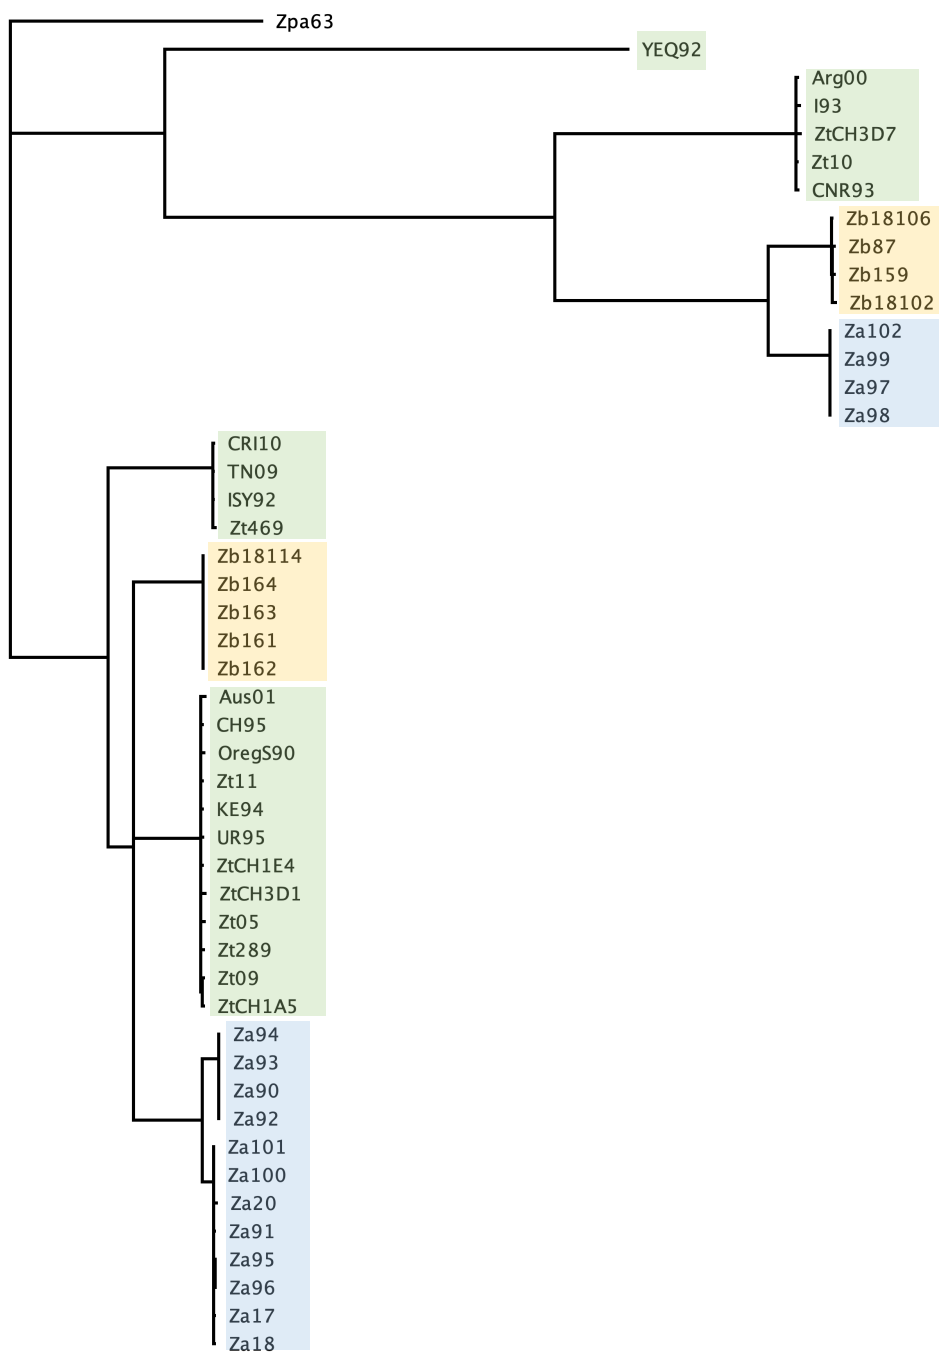 Zpa63
YEQ92
Arg00
I93
ZtCH3D7
Zt10
CNR93
Zb18106
Zb87
Zb159
Zb18102
Za102
Za99
Za97
Za98
CRI10
TN09
ISY92
Zt469
Zb18114
Zb164
Zb163
Zb161
Zb162
Aus01
CH95
OregS90
Zt11
KE94
UR95
ZtCH1E4
ZtCH3D1
Zt05
Zt289
Zt09
ZtCH1A5
Za94
Za93
Za90
Za92
Za101
Za100
Za20
Za91
Za95
Za96
Za17
Za18